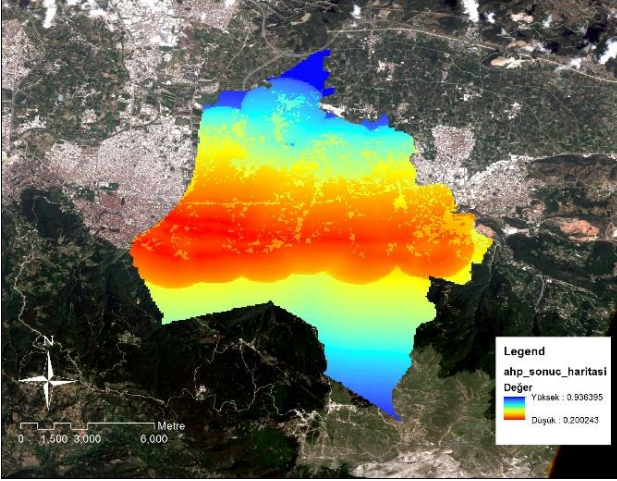 Legend
ahp_sonuc_haritasi
Değer
Yüksek : 0.936395
Düşük : 0.200243
N
Metre
0 1,500 3,000 6,000